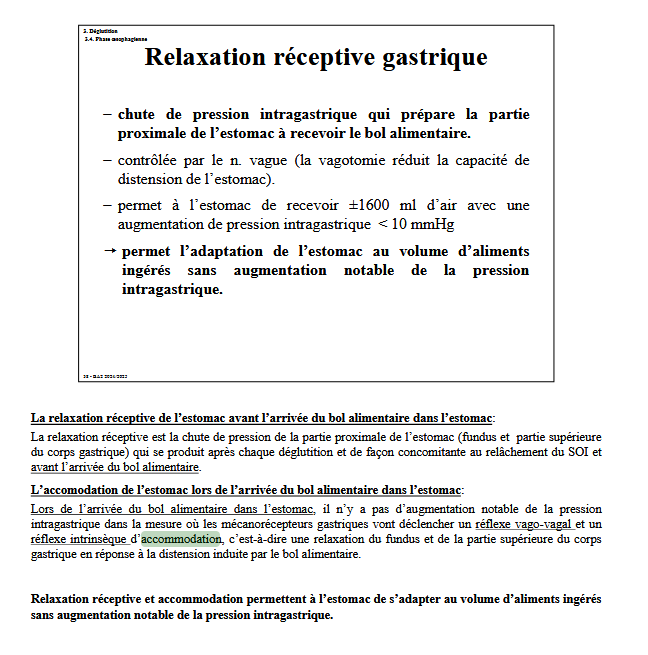 3. Déglutition
3.4. Phase oesophagienne
Relaxation réceptive gastrique
– chute de pression intragastrique qui prépare la partie
proximale de l’estomac à recevoir le bol alimentaire.
– contrôlée par le n. vague (la vagotomie réduit la capacité de
distension de l’estomac).
– permet à l’estomac de recevoir ±1600 ml d’air avec une
augmentation de pression intragastrique < 10 mmHg
→ permet l’adaptation de l’estomac au volume d’aliments
ingérés sans augmentation notable de la pression
intragastrique.
2024/2025
La relaxation réceptive de l’estomac avant l’arrivée du bol alimentaire dans l’estomac:
La relaxation réceptive est la chute de pression de la partie proximale de l’estomac (fundus et partie supérieure
du corps gastrique) qui se produit après chaque déglutition et de façon concomitante au relâchement du SOI et
avant l’arrivée du bol alimentaire.
L’accomodation de l’estomac lors de l’arrivée du bol alimentaire dans l’estomac:
Lors de l’arrivée du bol alimentaire dans l’estomac, il n’y a pas d’augmentation notable de la pression
intragastrique dans la mesure où les mécanorécepteurs gastriques vont déclencher un réflexe vago-vagal et un
réflexe intrinsèque d’accommodation, c’est-à-dire une relaxation du fundus et de la partie supérieure du corps
gastrique en réponse à la distension induite par le bol alimentaire.
Relaxation réceptive et accommodation permettent à l’estomac de s’adapter au volume d’aliments ingérés
sans augmentation notable de la pression intragastrique.